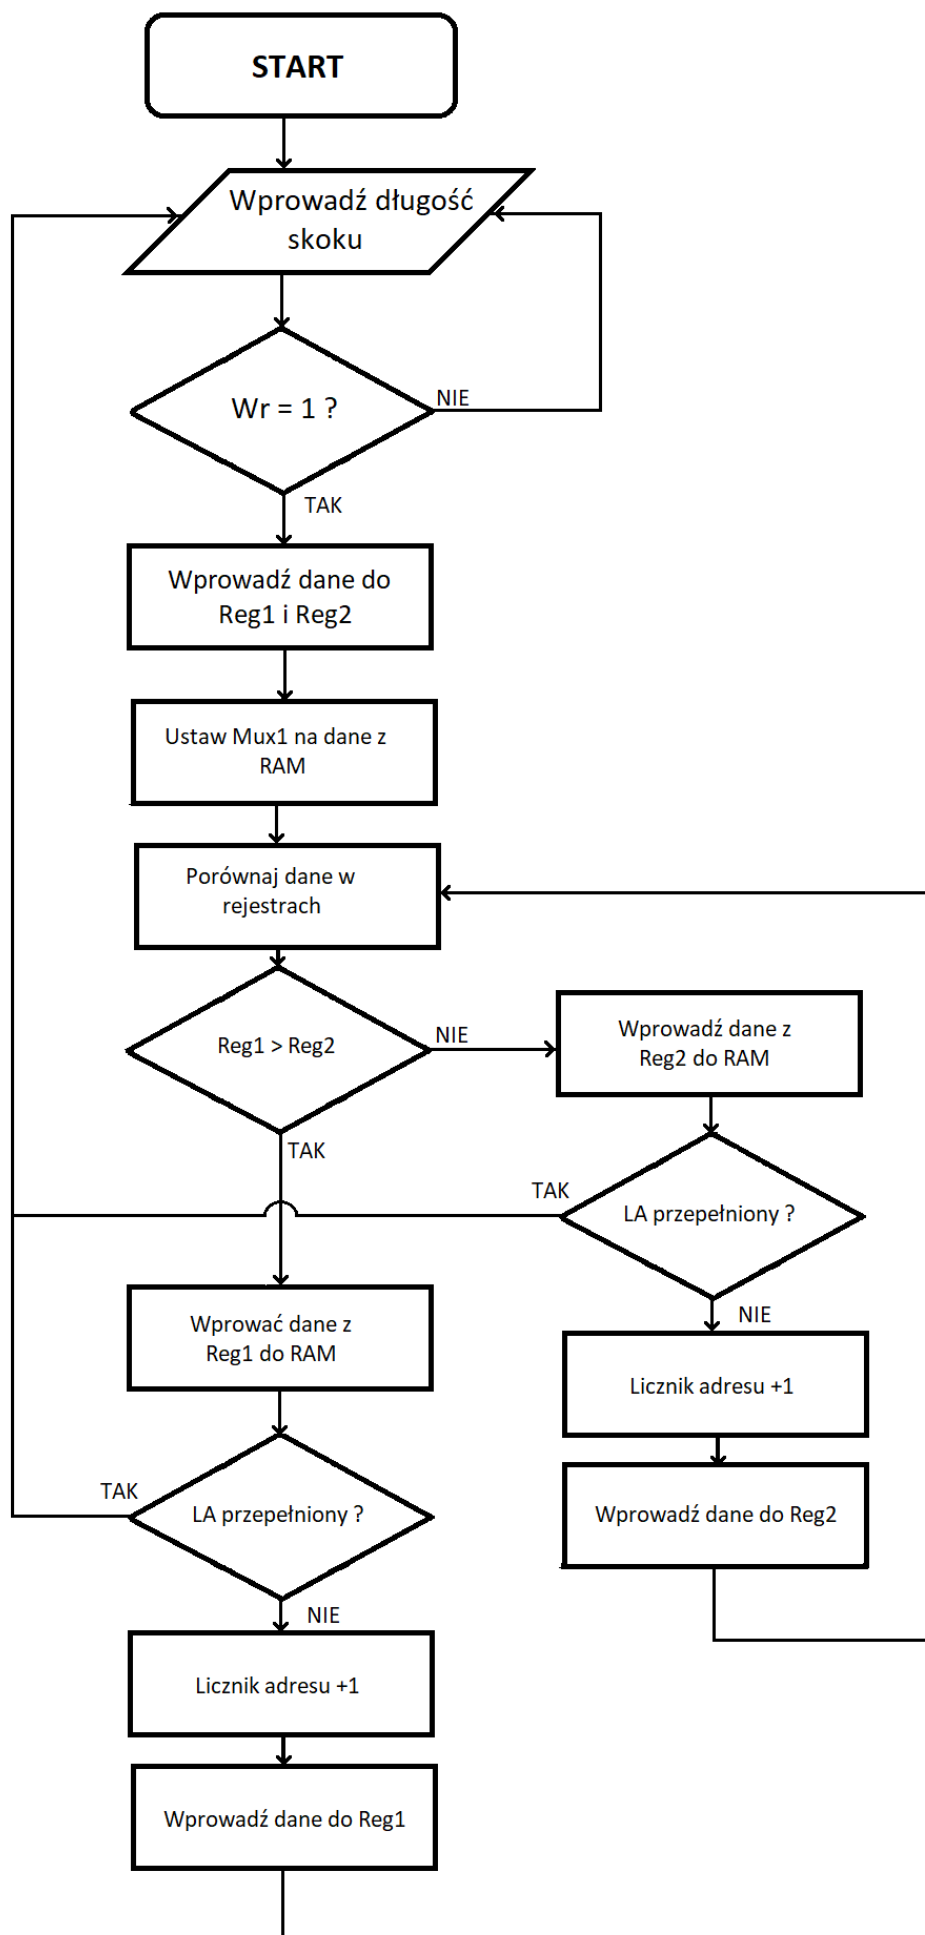 START
Wprowadź długość
skoku
Wr = 1 ?
NIE
TAK
Wprowadź dane do
Reg1 i Reg2
Ustaw Mux1 na dane z
RAM
Porównaj dane w
rejestrach
Reg1 > Reg2
NIE
TAK
Wprowadź dane z
Reg2 do RAM
LA przepełniony ?
TAK
NIE
Licznik adresu +1
Wprowadź dane do Reg2
Wprować dane z
Reg1 do RAM
LA przepełniony ?
TAK
NIE
Licznik adresu +1
Wprowadź dane do Reg1